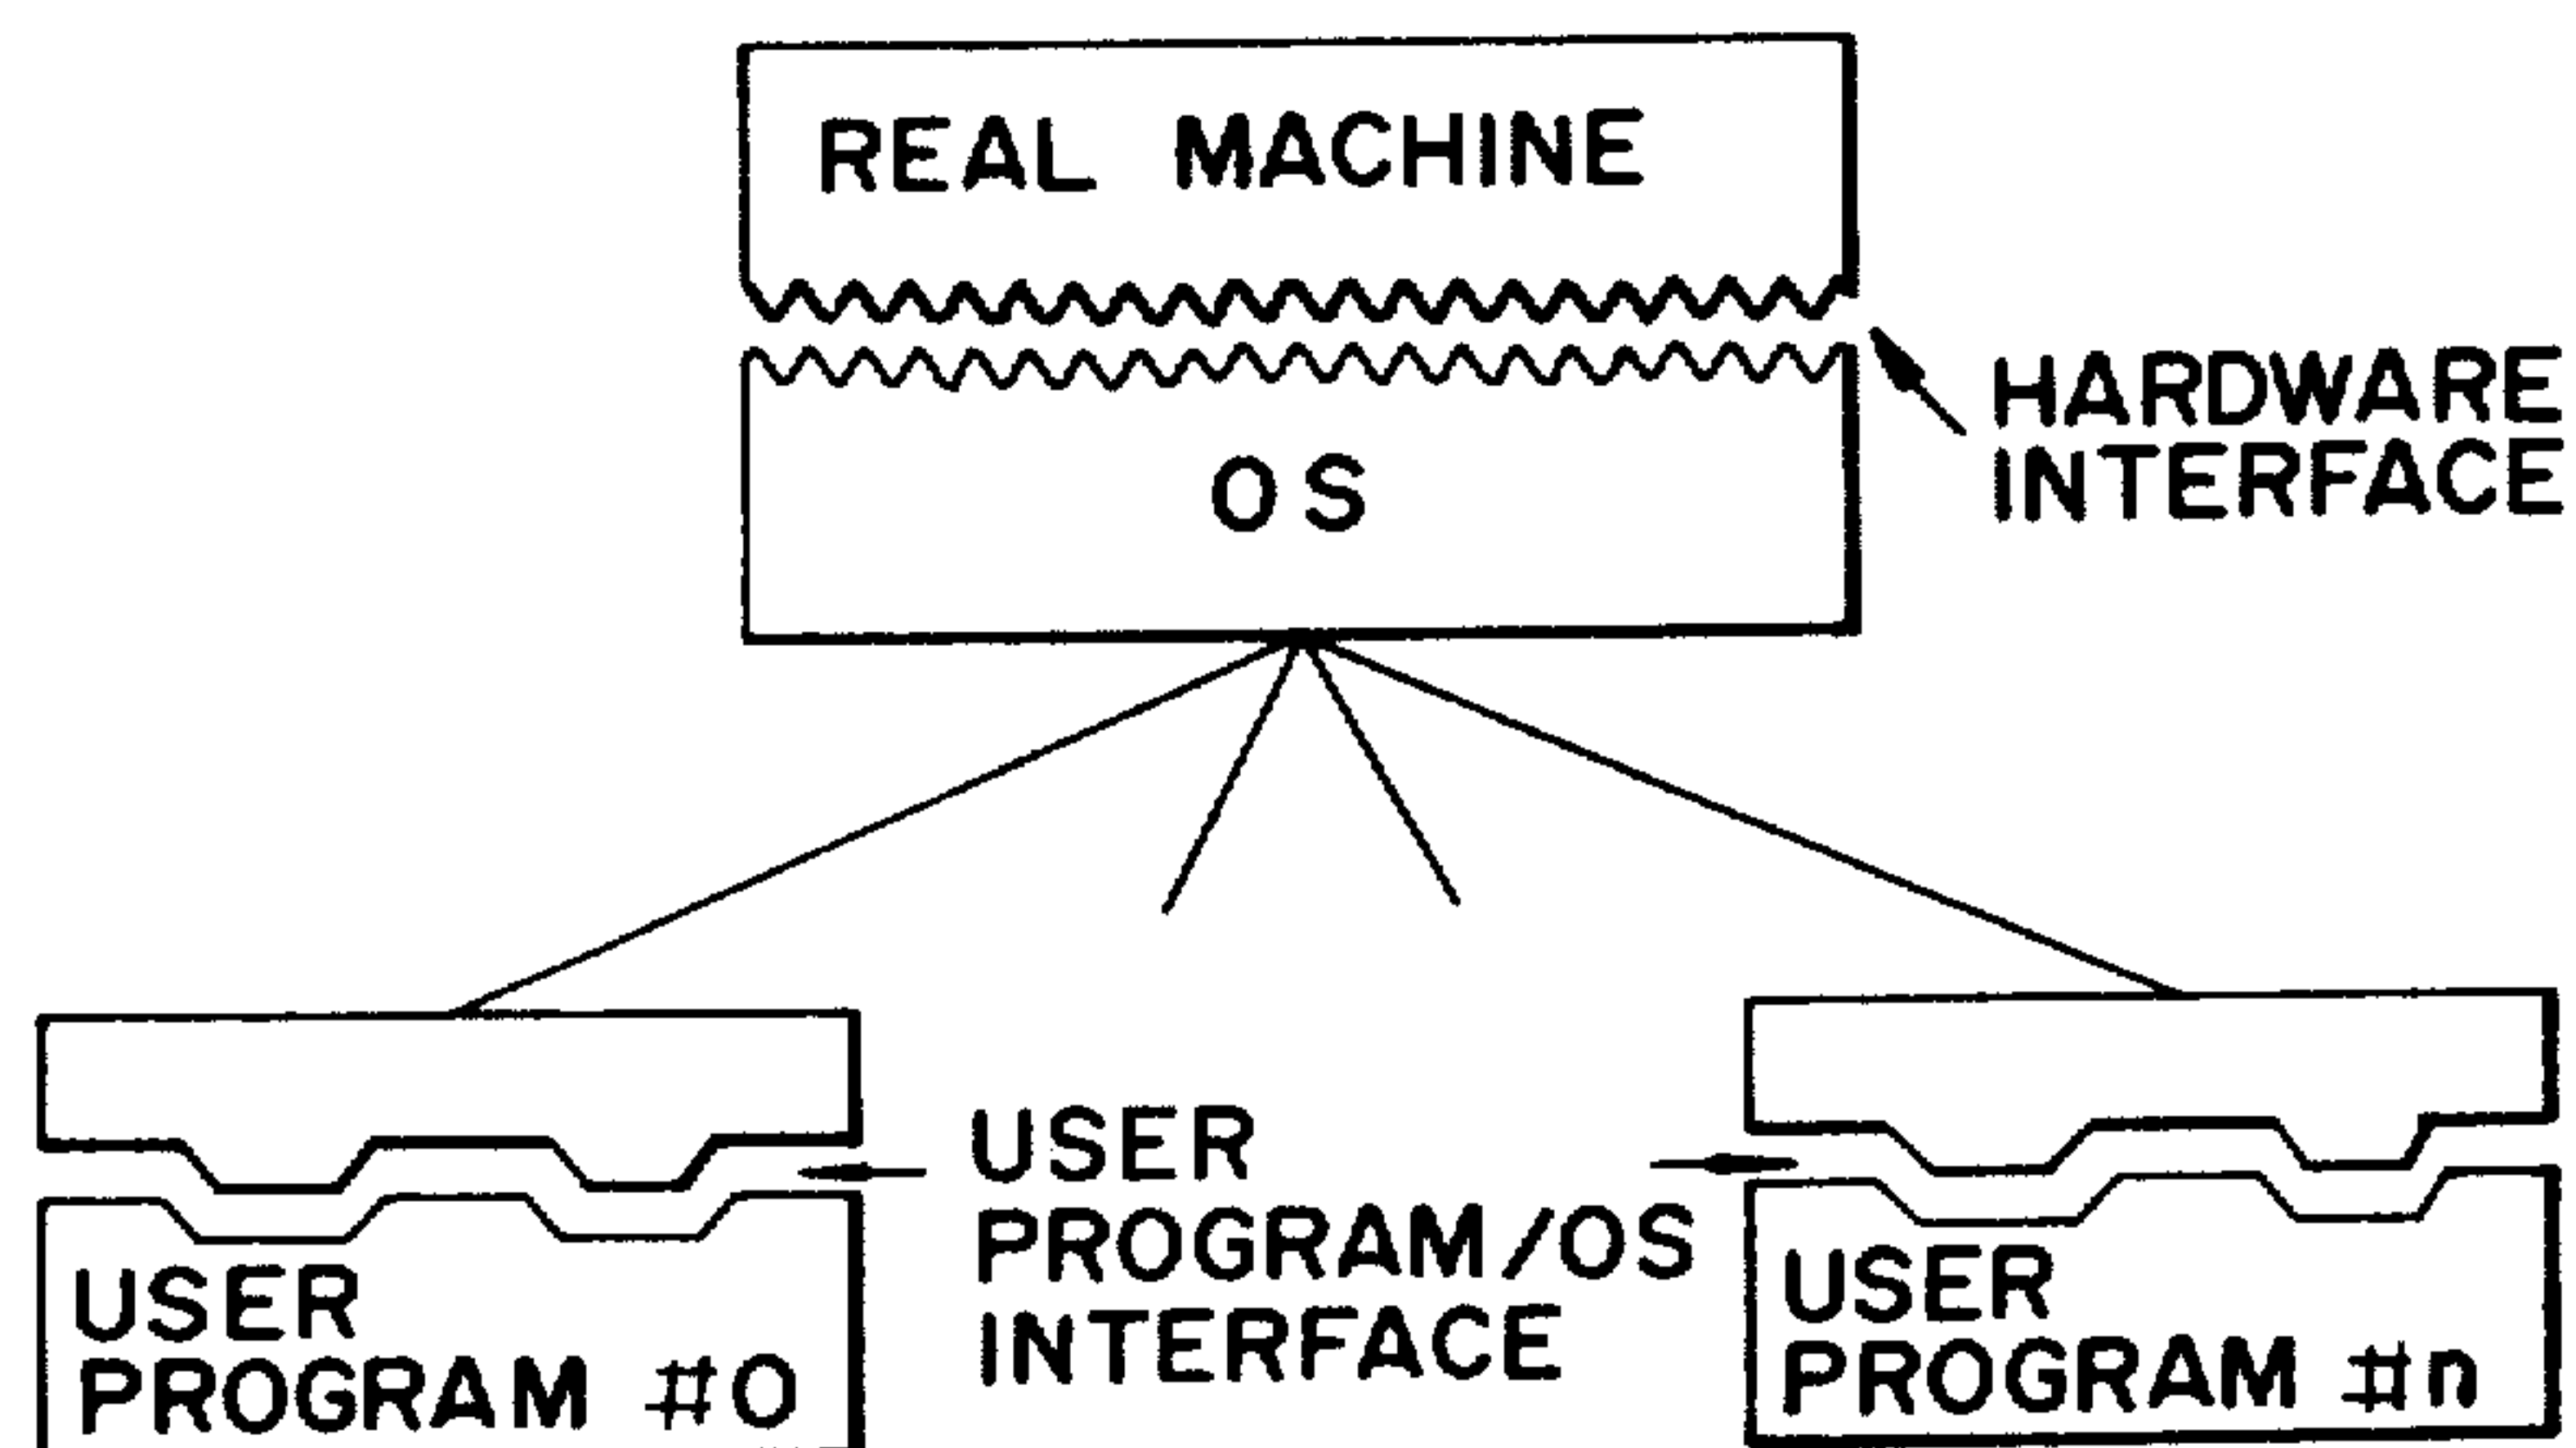 REAL MACHINE
HARDWARE
INTERFACE
OS
USER
PROGRAM/OS
INTERFACE
USER
PROGRAM #0
USER
PROGRAM #n